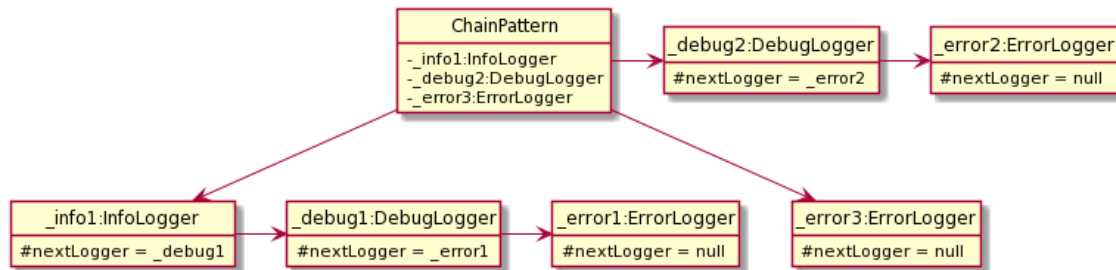 ChainPattern
-_info1:InfoLogger
-_debug2:DebugLogger
-_error3:ErrorLogger
_debug2:DebugLogger
#nextLogger = _error2
_error2:ErrorLogger
#nextLogger = null
_info1:InfoLogger
#nextLogger = _debug1
_debug1:DebugLogger
#nextLogger = _error1
_error1:ErrorLogger
#nextLogger = null
_error3:ErrorLogger
#nextLogger = null